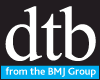 dtb
from the BMJ Group